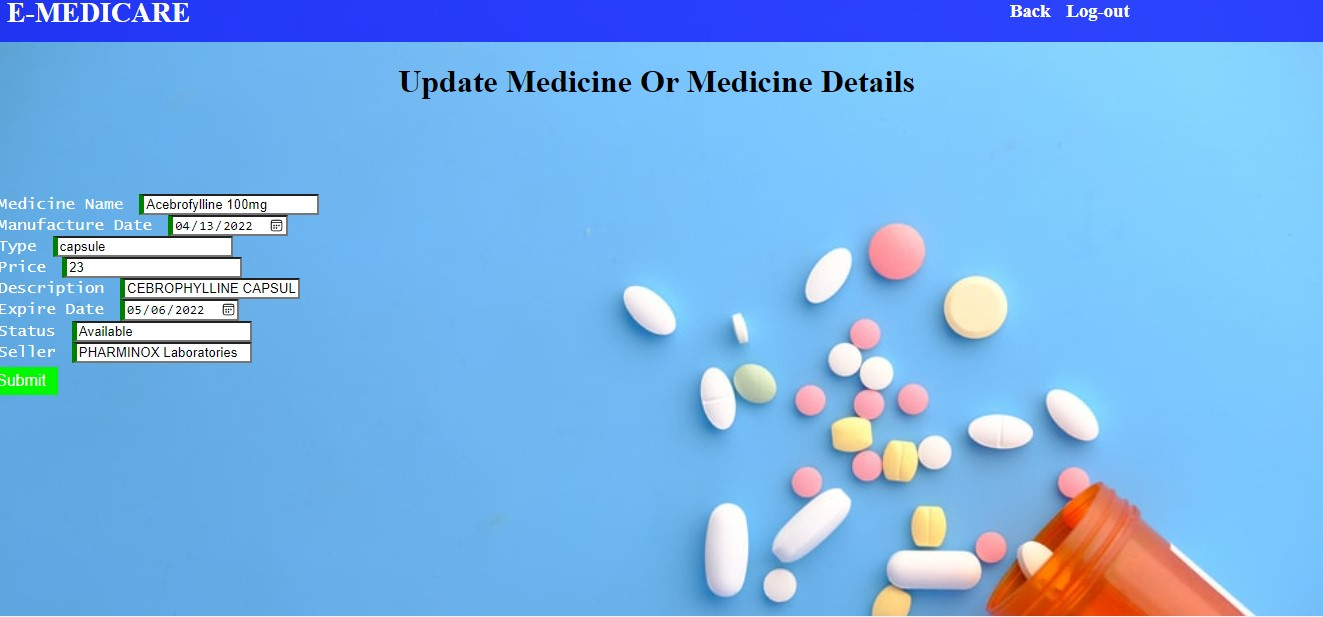 E-MEDICARE Back Log-out
Update Medicine Or Medicine Details
Medicine Name Acebrofylline 100mg
Manufacture Date 04/13/2022
Type capsule
Price 23
Description CEBROPHYLLINE CAPSUL
Expire Date 05/06/2022
Status Available
Seller PHARMINOX Laboratories
Submit